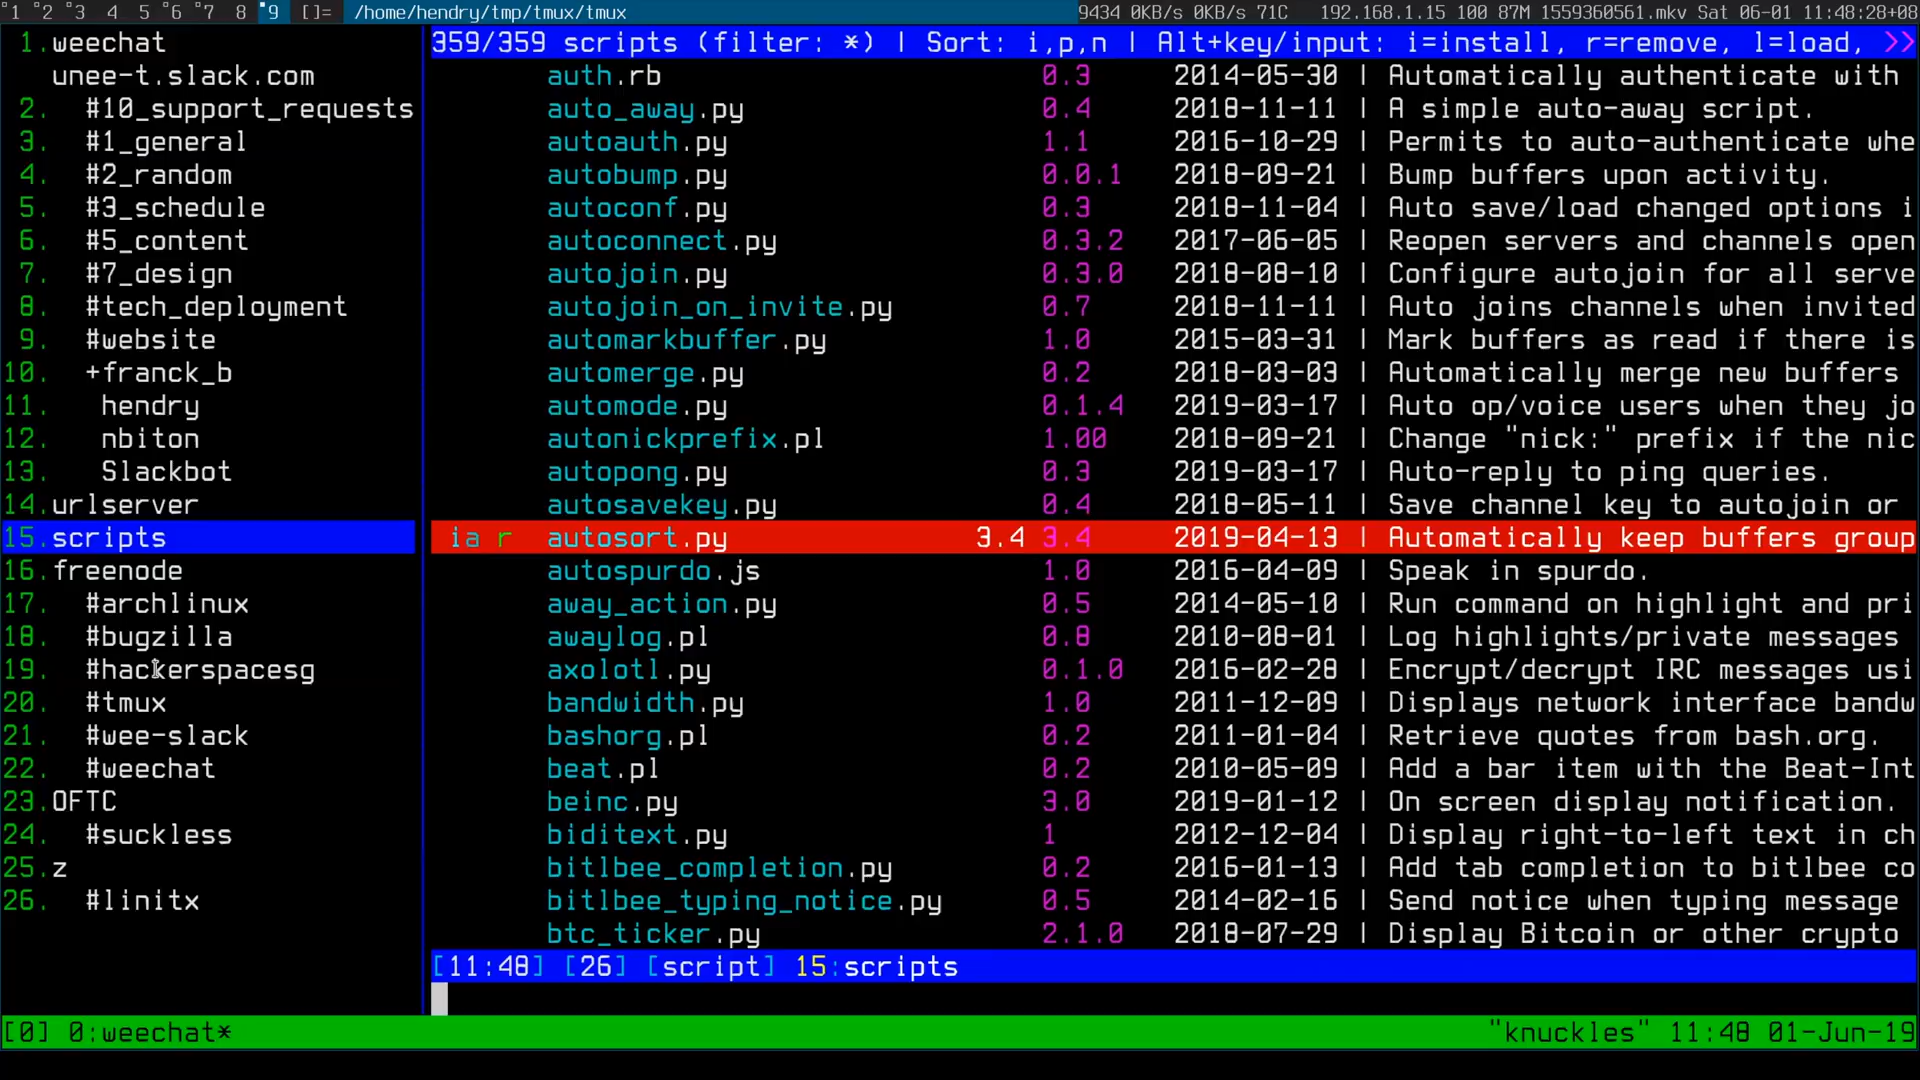 1 2 3 4 5 6 7 8 9 []= /home/hendry/tmp/tmux/tmux 9434 0KB/s 0KB/s 71C 192.168.1.15 100 87M 1559360561.mkv Sat 06-01 11:48:28+08
1.weechat
unee-t.slack.com
2. #10_support_requests
3. #1_general
4. #2_random
5. #3_schedule
6. #5_content
7. #7_design
8. #tech_deployment
9. #website
10. +franck_b
11. hendry
12. nbiton
13. Slackbot
14.urlserver
15.scripts
16.freenode
17. #archlinux
18. #bugzilla
19. #hackerspacesg
20. #tmux
21. #wee-slack
22. #weechat
23.OFTC
24. #suckless
25.z
26. #linitx
359/359 scripts (filter: *) | Sort: i,p,n | Alt+key/input: i=install, r=remove, l=load, >>
auth.rb 0.3 2014-05-30 | Automatically authenticate with
auto_away.py 0.4 2018-11-11 | A simple auto-away script.
autoauth.py 1.1 2016-10-29 | Permits to auto-authenticate whe
autobump.py 0.0.1 2018-09-21 | Bump buffers upon activity.
autoconf.py 0.3 2018-11-04 | Auto save/load changed options i
autoconnect.py 0.3.2 2017-06-05 | Reopen servers and channels open
autojoin.py 0.3.0 2018-08-10 | Configure autojoin for all serve
autojoin_on_invite.py 0.7 2018-11-11 | Auto joins channels when invited
automarkbuffer.py 1.0 2015-03-31 | Mark buffers as read if there is
automerge.py 0.2 2018-03-03 | Automatically merge new buffers
automode.py 0.1.4 2019-03-17 | Auto op/voice users when they jo
autonickprefix.pl 1.00 2018-09-21 | Change "nick:" prefix if the nic
autopong.py 0.3 2019-03-17 | Auto-reply to ping queries.
autosavekey.py 0.4 2018-05-11 | Save channel key to autojoin or
ia r autosort.py 3.4 3.4 2019-04-13 | Automatically keep buffers group
autospurdo.js 1.0 2016-04-09 | Speak in spurdo.
away_action.py 0.5 2014-05-10 | Run command on highlight and pri
awaylog.pl 0.8 2010-08-01 | Log highlights/private messages
axolotl.py 0.1.0 2016-02-28 | Encrypt/decrypt IRC messages usi
bandwidth.py 1.0 2011-12-09 | Displays network interface bandw
bashorg.pl 0.2 2011-01-04 | Retrieve quotes from bash.org.
beat.pl 0.2 2010-05-09 | Add a bar item with the Beat-Int
beinc.py 3.0 2019-01-12 | On screen display notification.
biditext.py 1 2012-12-04 | Display right-to-left text in ch
bitlbee_completion.py 0.2 2016-01-13 | Add tab completion to bitlbee co
bitlbee_typing_notice.py 0.5 2014-02-16 | Send notice when typing message
btc_ticker.py 2.1.0 2018-07-29 | Display Bitcoin or other crypto
[11:48] [26] [script] 15:scripts
[0] 0:weechat* "knuckles" 11:48 01-Jun-19